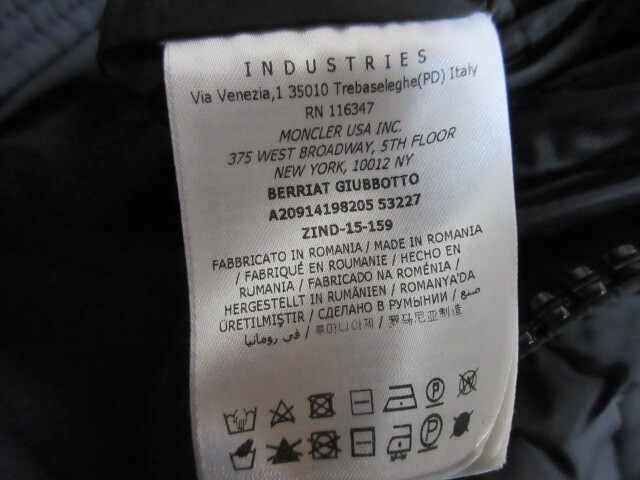 INDUSTRIES
Via Venezia,1 35010 Trebaseleghe(PD) Italy
RN 116347
MONCLER USA INC.
375 WEST BROADWAY, 5TH FLOOR
NEW YORK, 10012 NY
BERRIAT GIUBBOTTO
A20914198205 53227
ZIND-15-159
FABBRICATO IN ROMANIA / MADE IN ROMANIA
/ FABRIQUÉ EN ROUMANIE / HECHO EN
RUMANIA / FABRICADO NA ROMÉNIA /
HERGESTELLT IN RUMÄNIEN / ROMANYA'DA
ÜRETILMIŞTIR / СДЕЛАНО В РУМЫНИИ / صنع
في رومانيا / 루마니아제 / 罗马尼亚制造